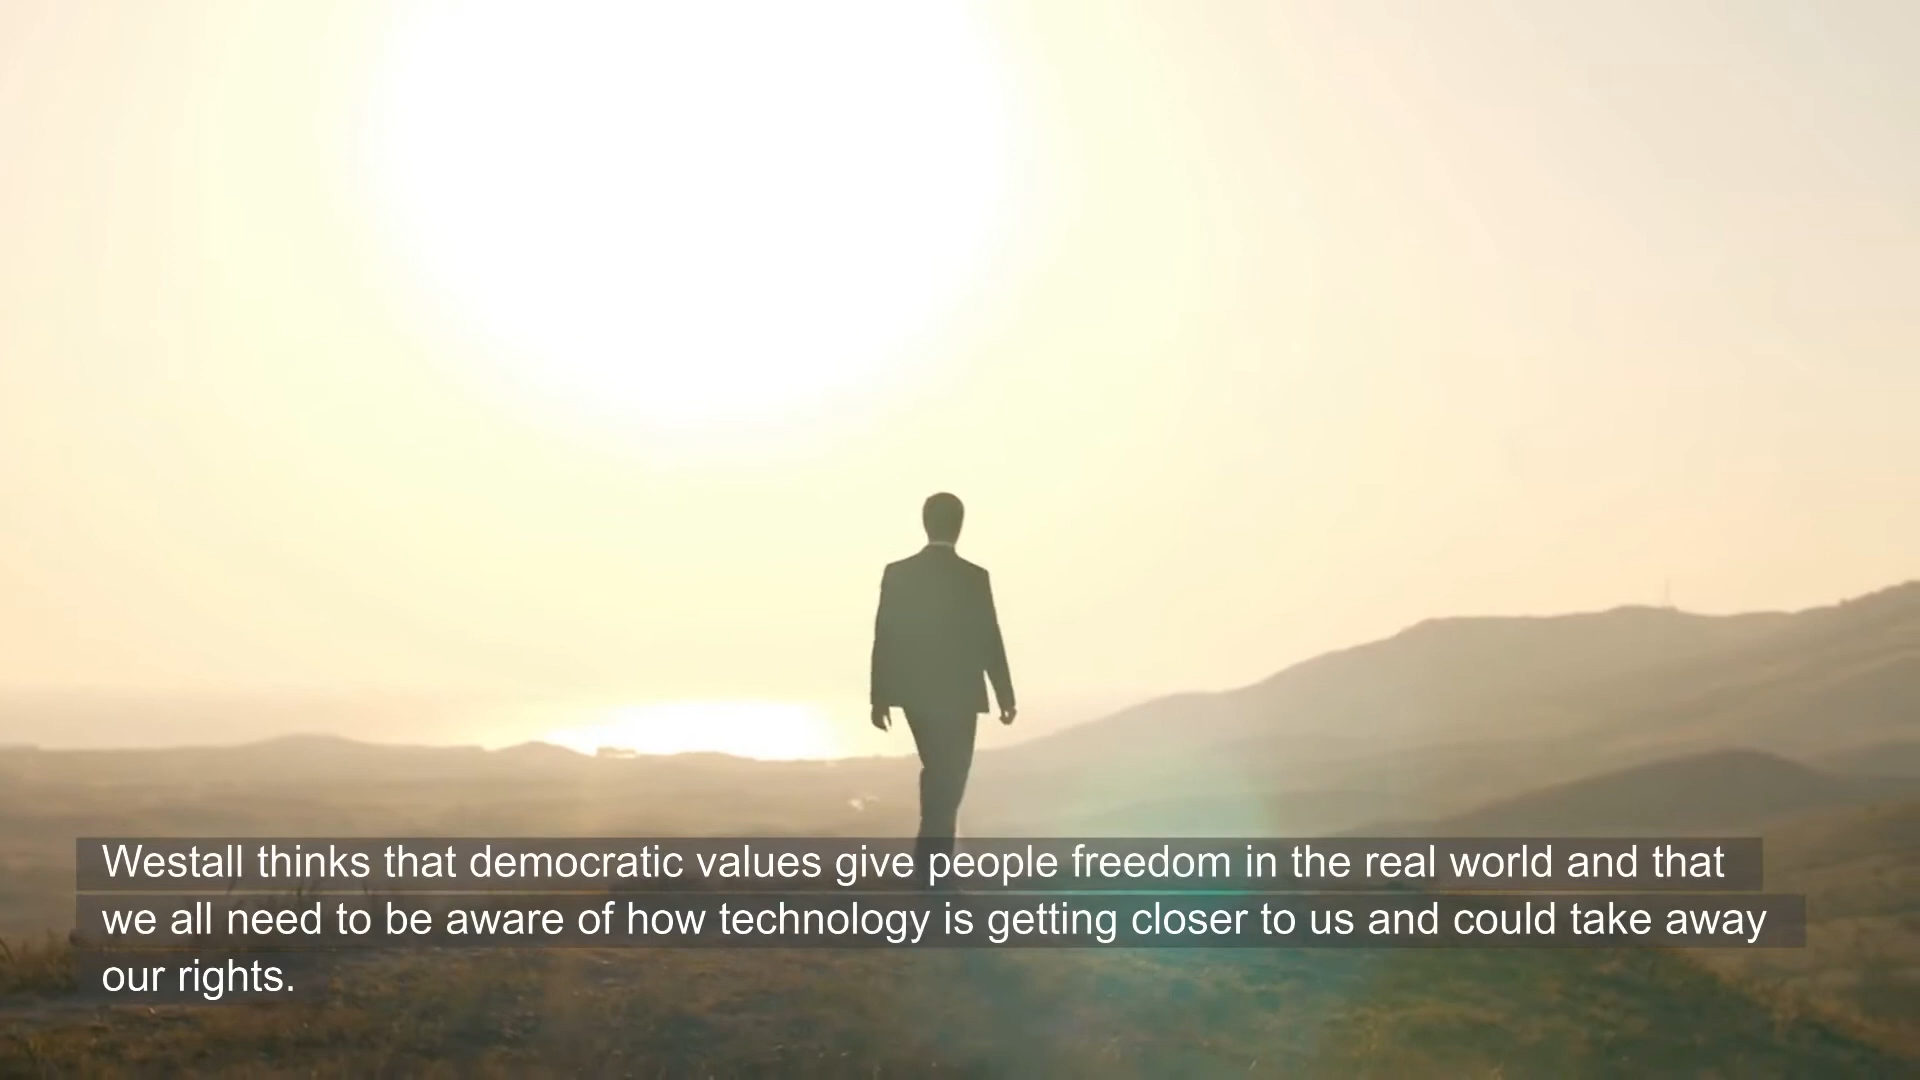 Westall thinks that democratic values give people freedom in the real world and that
we all need to be aware of how technology is getting closer to us and could take away
our rights.